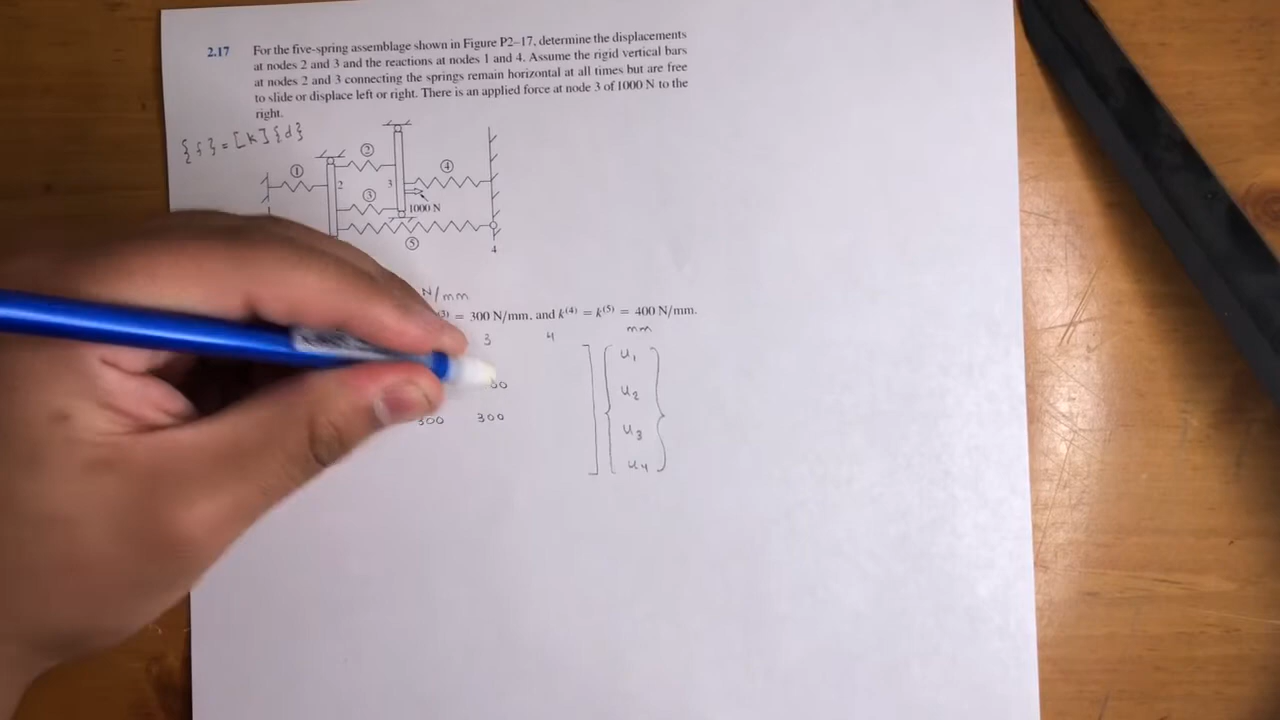 2.17 For the five-spring assemblage shown in Figure P2–17, determine the displacements
at nodes 2 and 3 and the reactions at nodes 1 and 4. Assume the rigid vertical bars
at nodes 2 and 3 connecting the springs remain horizontal at all times but are free
to slide or displace left or right. There is an applied force at node 3 of 1000 N to the
right.
{f} = [k]{d}
① ② ④
2 3
③
1000 N
⑤
4
N/mm
(3) = 300 N/mm, and k(4) = k(5) = 400 N/mm.
3 4 mm
u1
u2
300 300
u3
u4